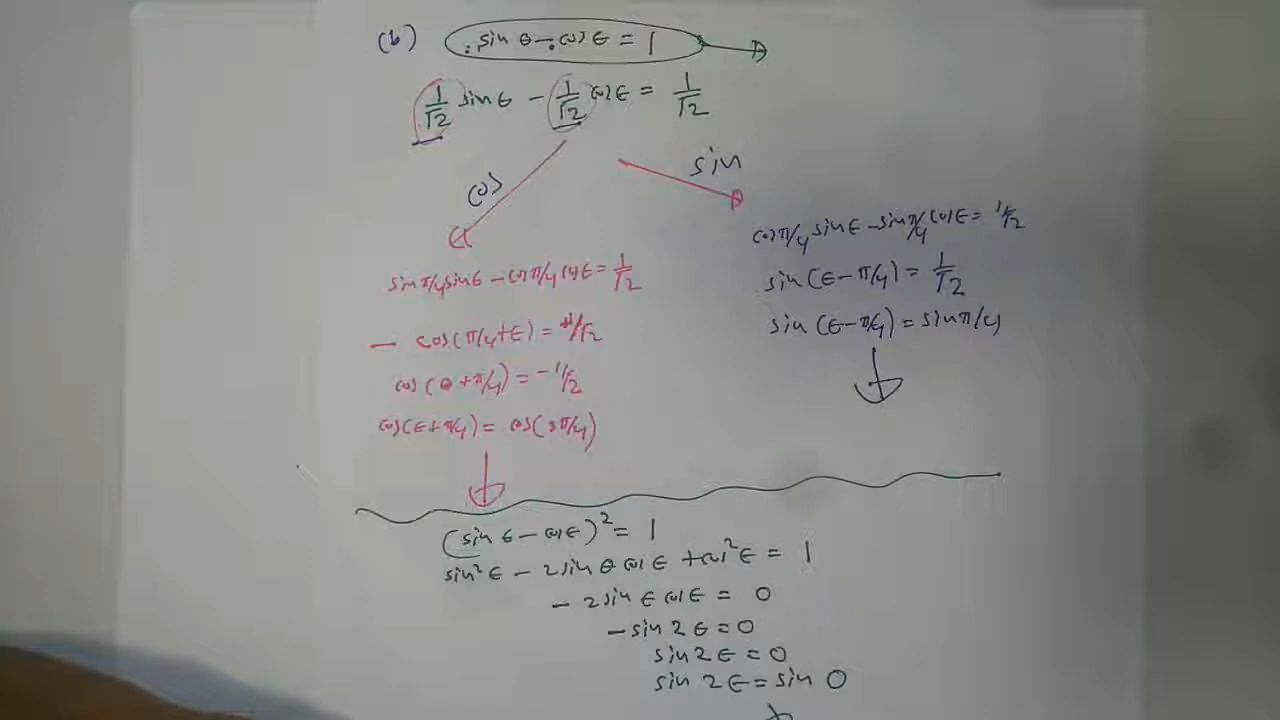 (b) sin θ - cos θ = 1
1/√2 sin θ - 1/√2 cos θ = 1/√2
cos
sin
sin π/4 sin θ - cos π/4 cos θ = 1/√2
- cos(π/4 + θ) = 1/√2
cos(θ + π/4) = -1/√2
cos(θ + π/4) = cos(3π/4)
cos π/4 sin θ - sin π/4 cos θ = 1/√2
sin(θ - π/4) = 1/√2
sin(θ - π/4) = sin π/4
(sin θ - cos θ)² = 1
sin² θ - 2 sin θ cos θ + cos² θ = 1
- 2 sin θ cos θ = 0
- sin 2θ = 0
sin 2θ = 0
sin 2θ = sin 0